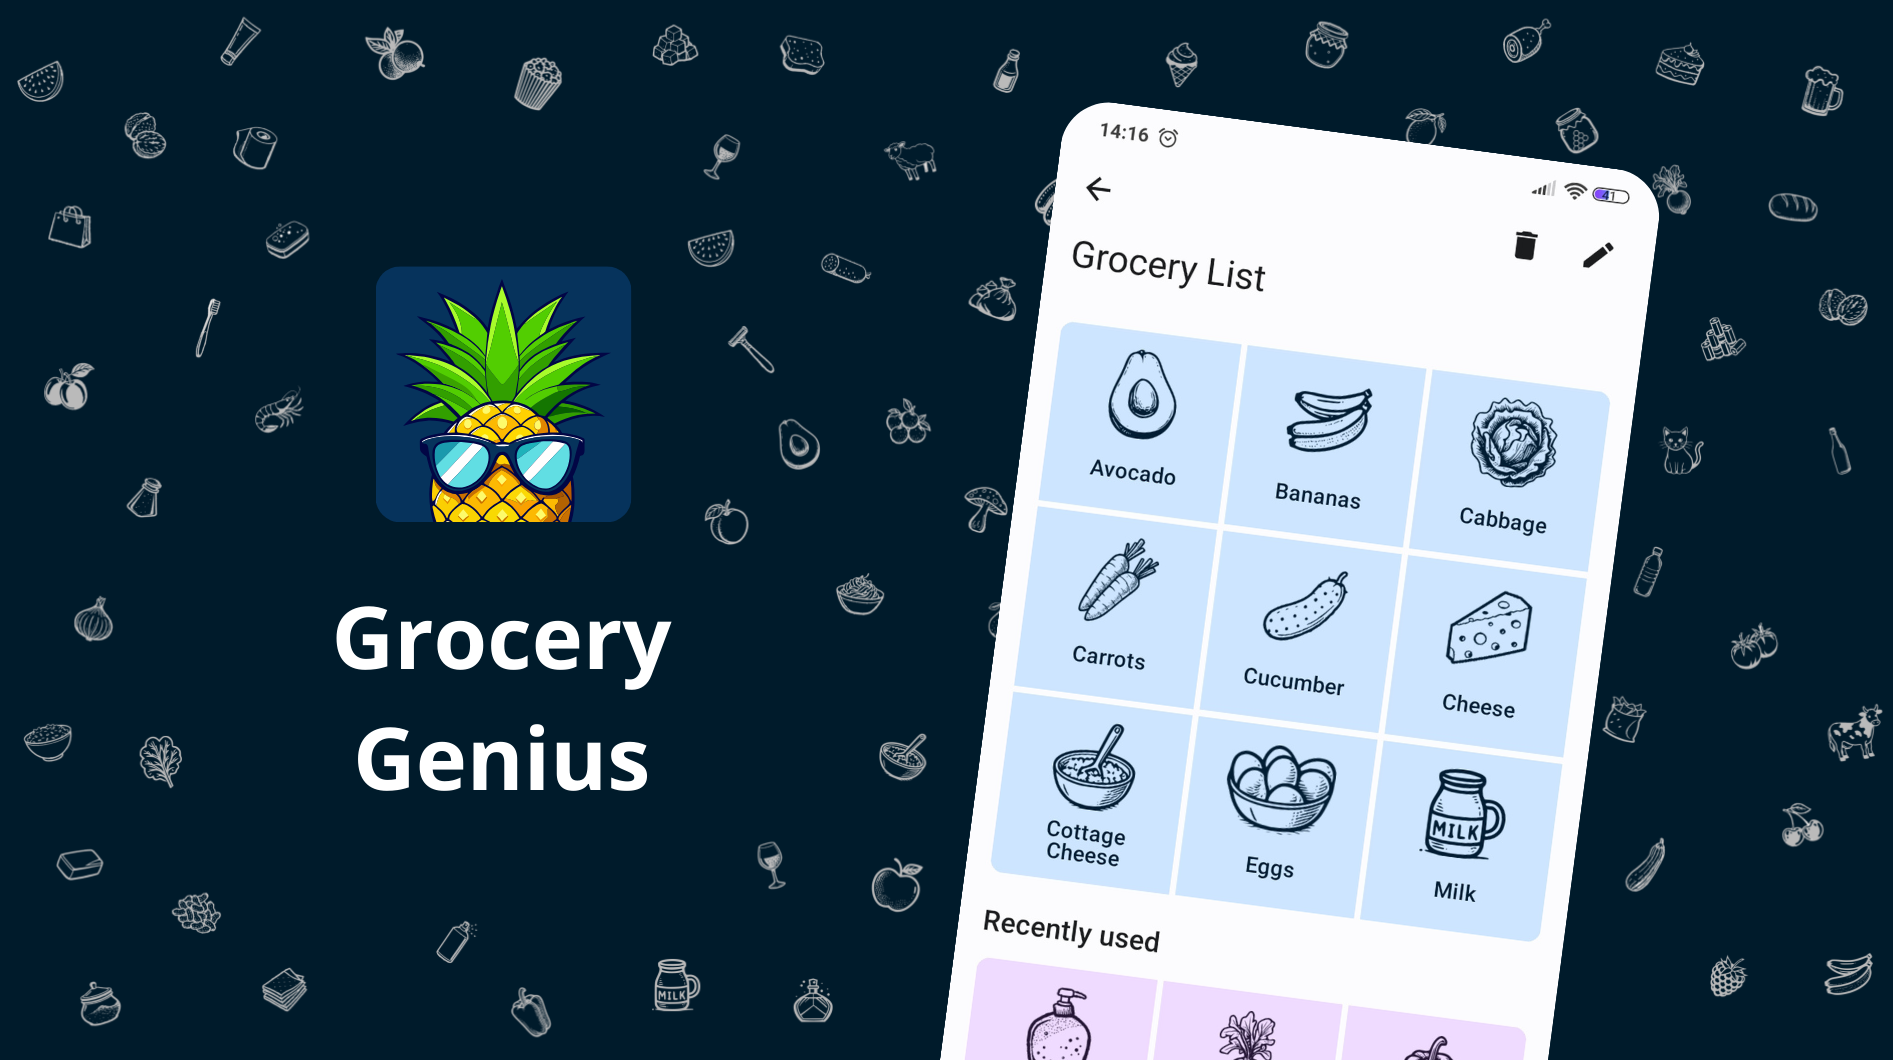 Grocery
Genius
14:16
41
Grocery List
Avocado
Bananas
Cabbage
Carrots
Cucumber
Cheese
Cottage
Cheese
Eggs
MILK
Milk
Recently used
MILK